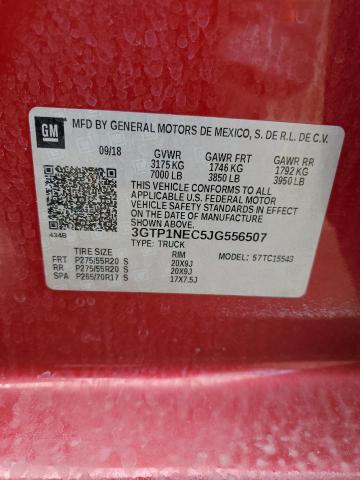 GM
MFD BY GENERAL MOTORS DE MEXICO, S. DE R.L. DE C.V.
09/18 GVWR GAWR FRT GAWR RR
3175 KG 1746 KG 1792 KG
7000 LB 3850 LB 3950 LB
THIS VEHICLE CONFORMS TO ALL APPLICABLE
U.S. FEDERAL MOTOR
VEHICLE SAFETY STANDARDS IN EFFECT ON THE
DATE OF MANUFACTURE SHOWN ABOVE.
3GTP1NEC5JG556507
TYPE: TRUCK
434B
TIRE SIZE RIM MODEL: 57TC15543
FRT P275/55R20 S 20X9J
RR P275/55R20 S 20X9J
SPA P265/70R17 S 17X7.5J